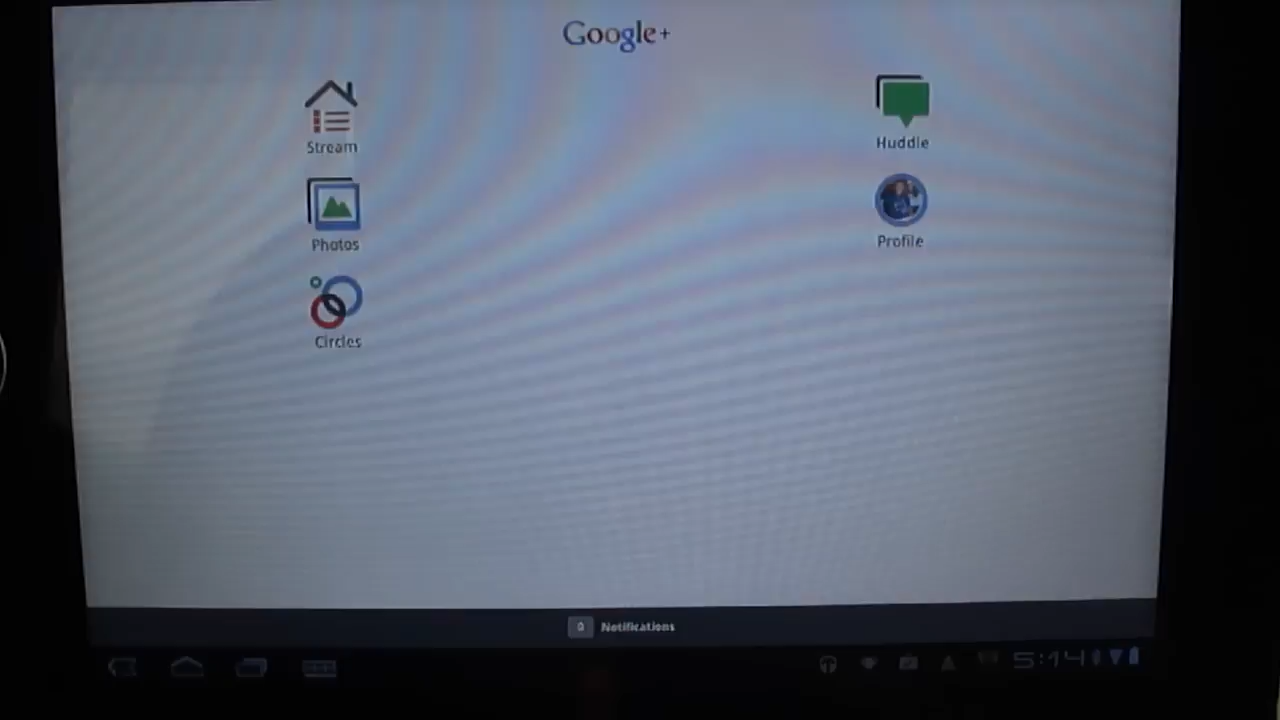 Google+
Stream
Huddle
Photos
Profile
Circles
0 Notifications
5:14